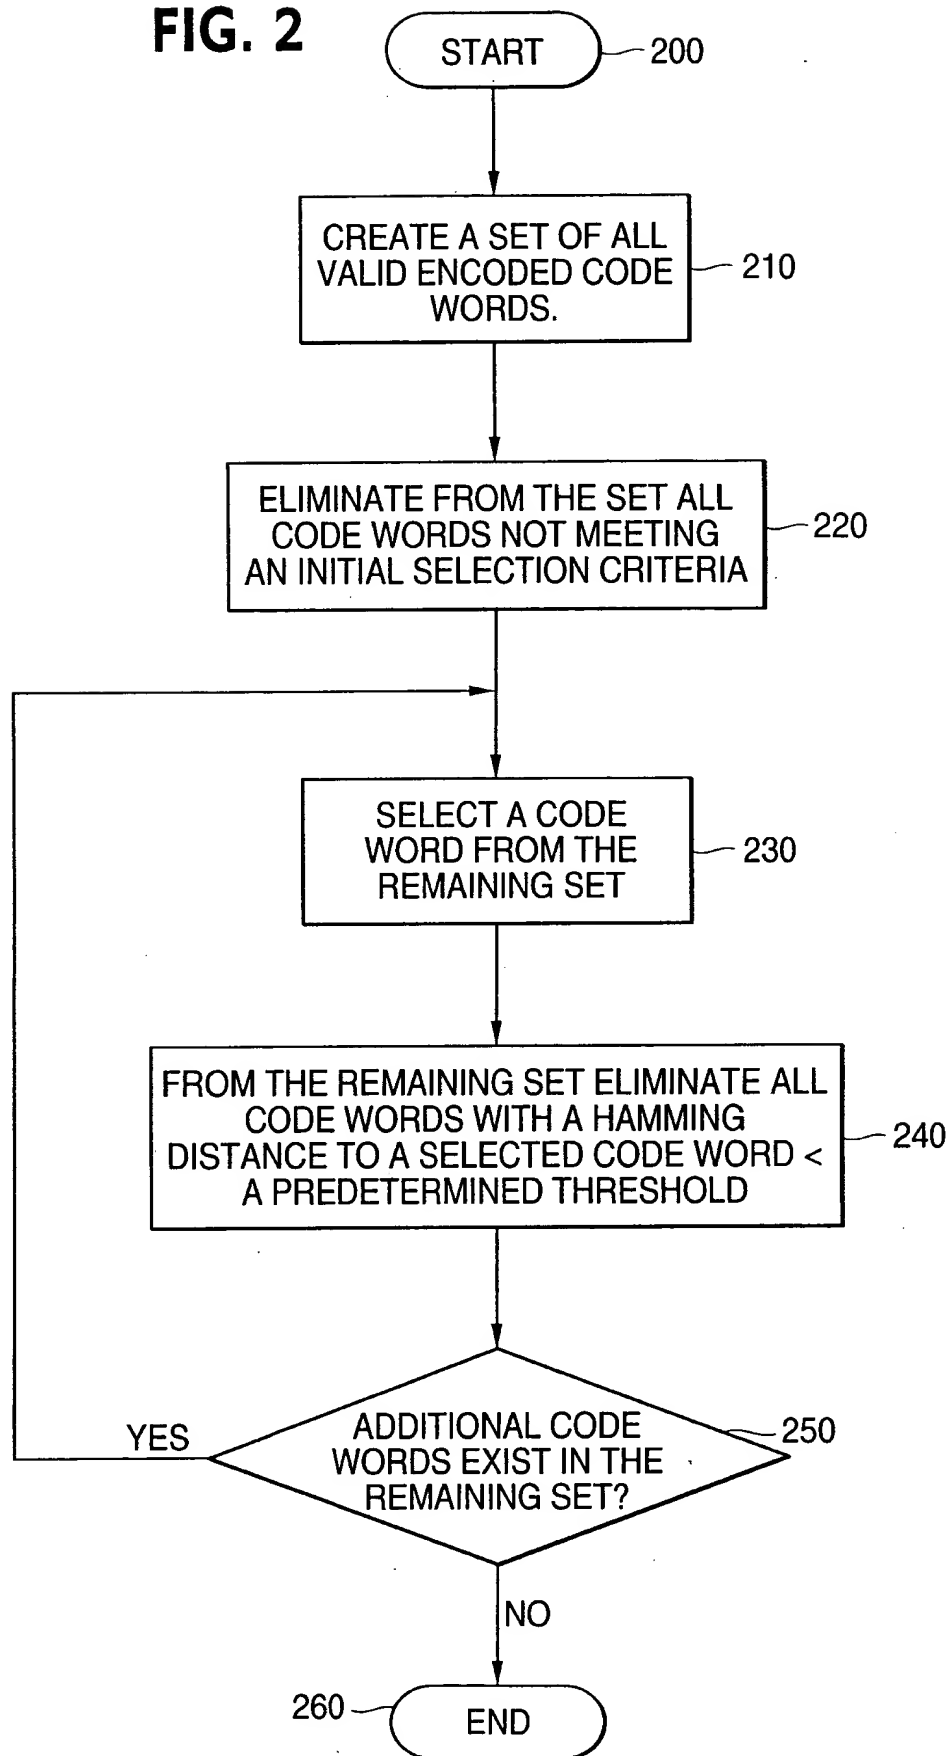 FIG. 2
START
200
CREATE A SET OF ALL
VALID ENCODED CODE
WORDS.
210
ELIMINATE FROM THE SET ALL
CODE WORDS NOT MEETING
AN INITIAL SELECTION CRITERIA
220
SELECT A CODE
WORD FROM THE
REMAINING SET
230
FROM THE REMAINING SET ELIMINATE ALL
CODE WORDS WITH A HAMMING
DISTANCE TO A SELECTED CODE WORD <
A PREDETERMINED THRESHOLD
240
YES
ADDITIONAL CODE
WORDS EXIST IN THE
REMAINING SET?
250
NO
260
END